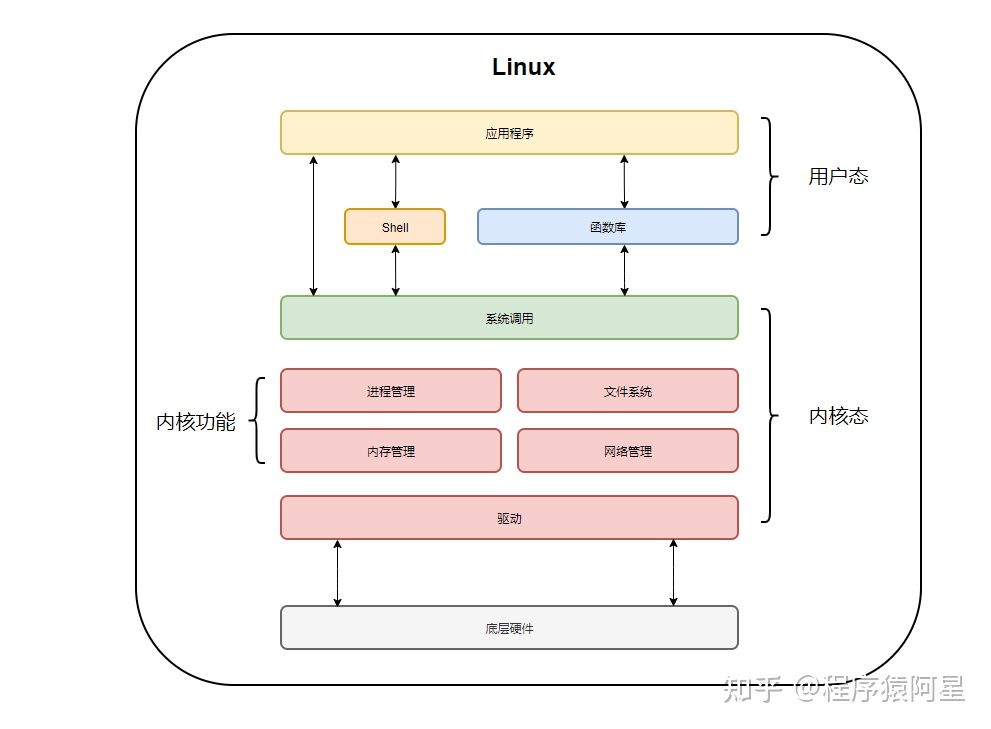 Linux
应用程序
用户态
Shell
函数库
系统调用
进程管理
文件系统
内核功能
内核态
内存管理
网络管理
驱动
底层硬件
知乎 @程序猿阿星